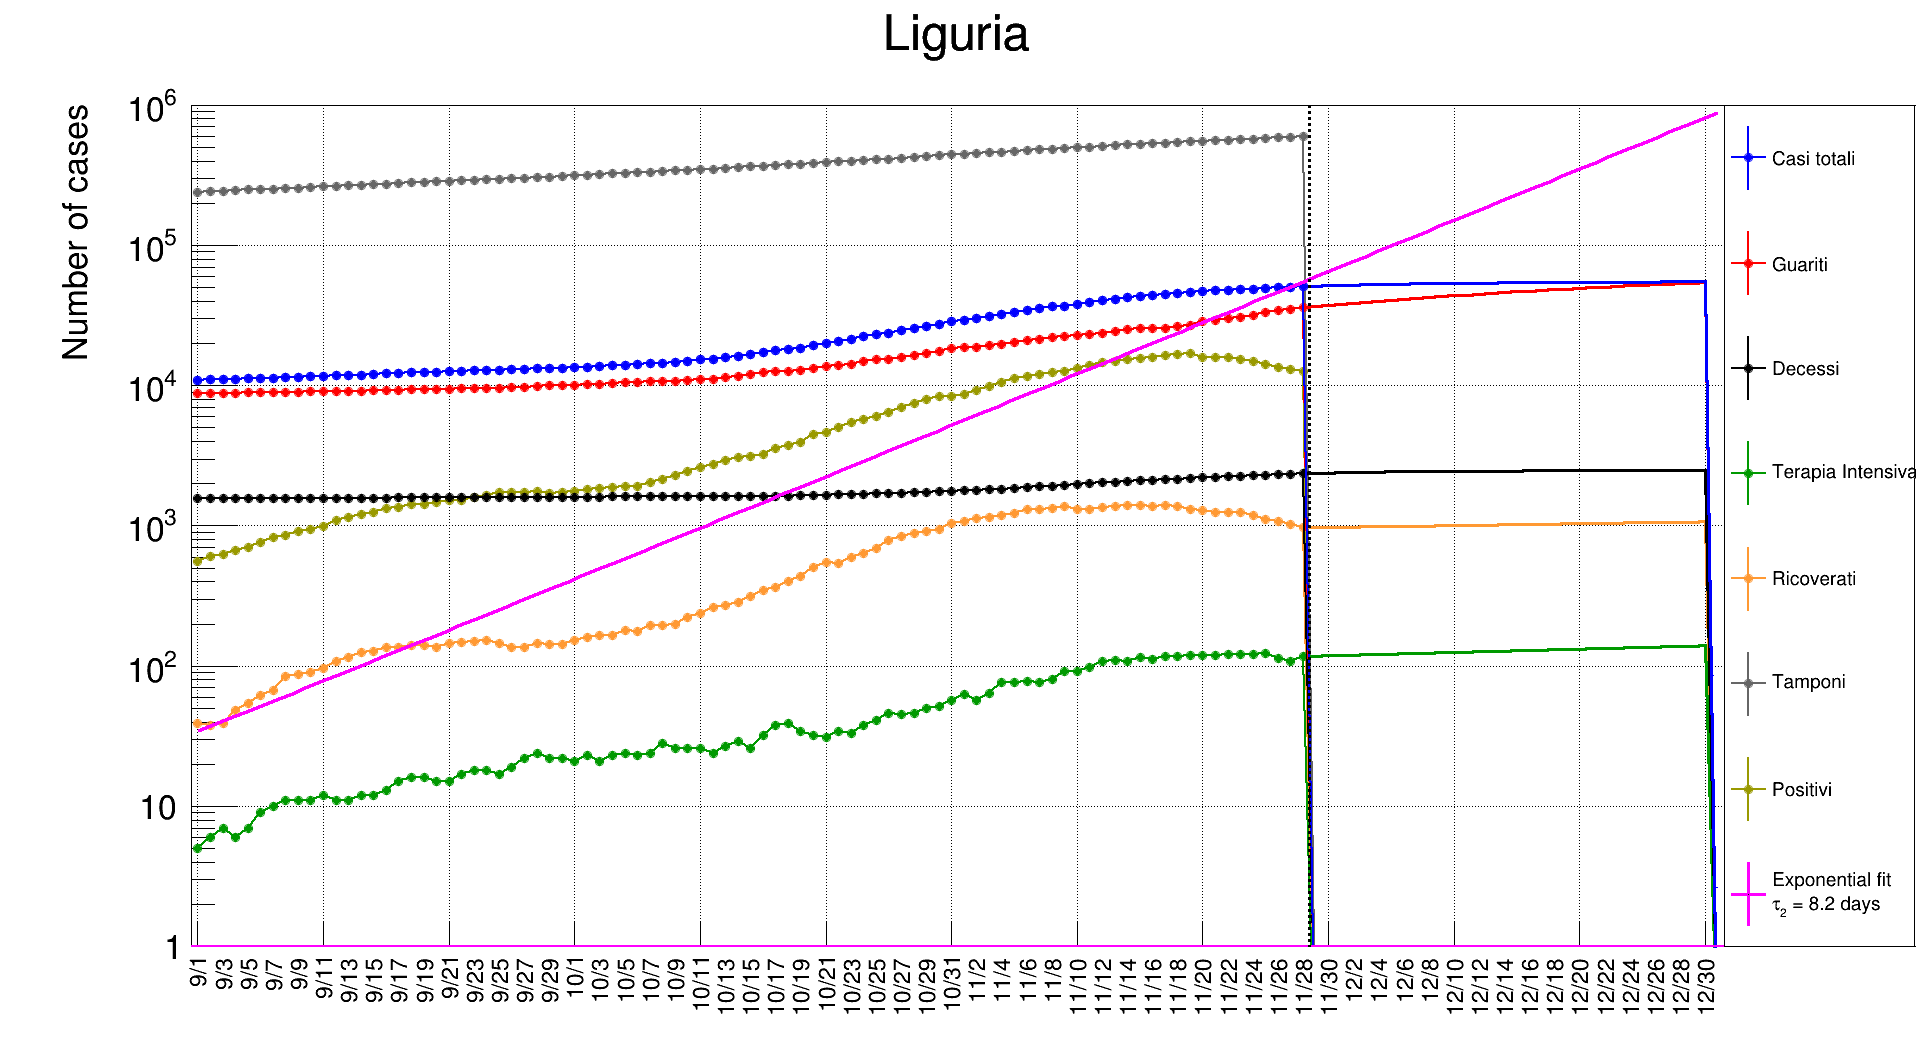 Liguria
Number of cases
10^6
10^5
10^4
10^3
10^2
10
1
9/1 9/3 9/5 9/7 9/9 9/11 9/13 9/15 9/17 9/19 9/21 9/23 9/25 9/27 9/29 10/1 10/3 10/5 10/7 10/9 10/11 10/13 10/15 10/17 10/19 10/21 10/23 10/25 10/27 10/29 10/31 11/2 11/4 11/6 11/8 11/10 11/12 11/14 11/16 11/18 11/20 11/22 11/24 11/26 11/28 11/30 12/2 12/4 12/6 12/8 12/10 12/12 12/14 12/16 12/18 12/20 12/22 12/24 12/26 12/28 12/30
Casi totali
Guariti
Decessi
Terapia Intensiva
Ricoverati
Tamponi
Positivi
Exponential fit
τ₂ = 8.2 days